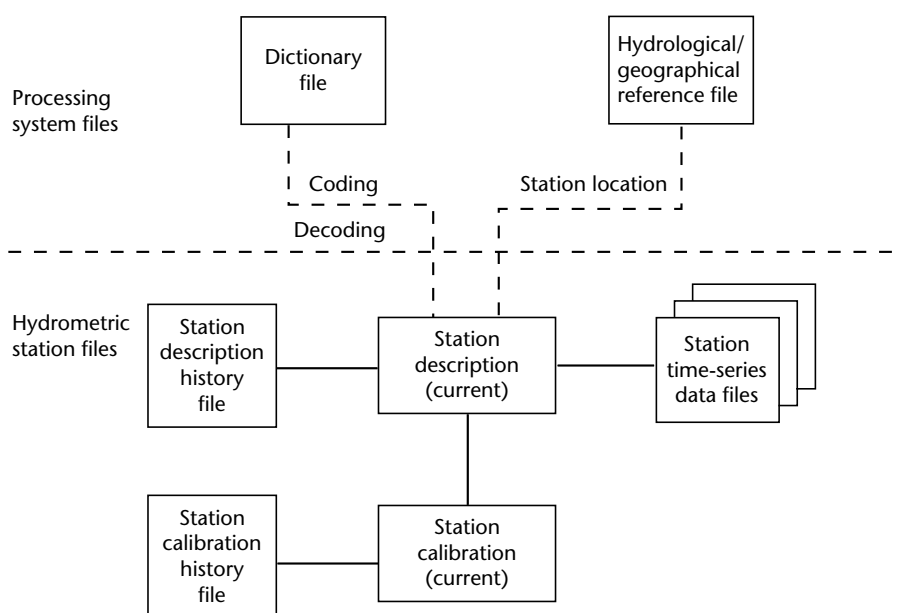 Dictionary
file
Hydrological/
geographical
reference file
Processing
system files
Coding
Station location
Decoding
Hydrometric
station files
Station
description
history
file
Station
description
(current)
Station
time-series
data files
Station
calibration
history
file
Station
calibration
(current)